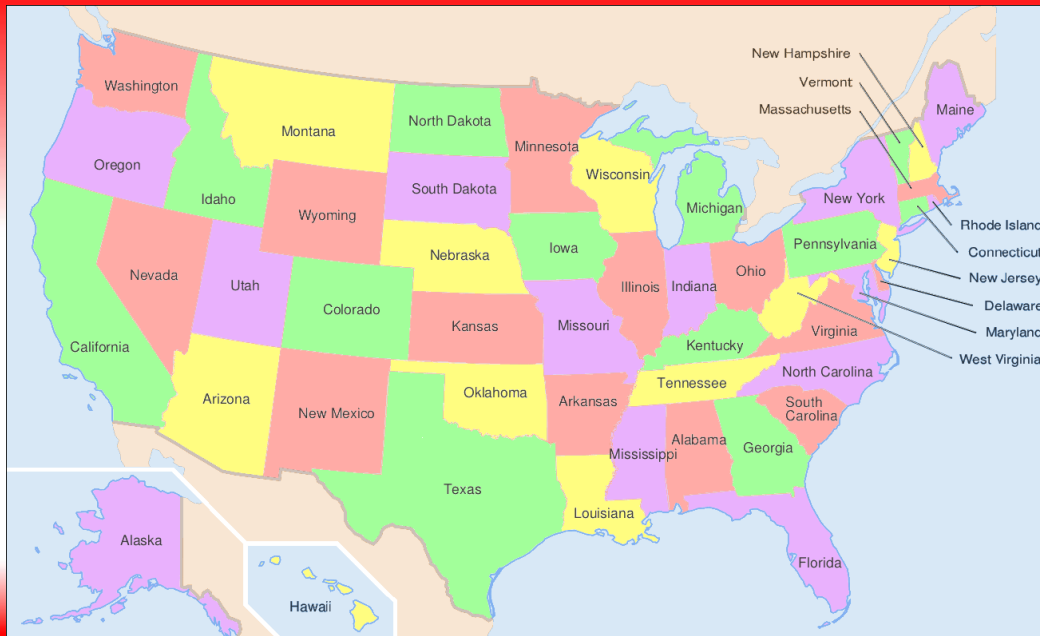 New Hampshire
Vermont
Massachusetts
Washington
Maine
Montana
North Dakota
Minnesota
Oregon
Wisconsin
South Dakota
Idaho
New York
Michigan
Wyoming
Rhode Island
Pennsylvania
Iowa
Connecticut
Nebraska
Ohio
Nevada
New Jersey
Utah
Illinois
Indiana
Delaware
Colorado
Missouri
Kansas
Virginia
Maryland
California
Kentucky
West Virginia
North Carolina
Tennessee
Oklahoma
Arizona
Arkansas
South
Carolina
New Mexico
Alabama
Georgia
Mississippi
Texas
Louisiana
Alaska
Florida
Hawaii